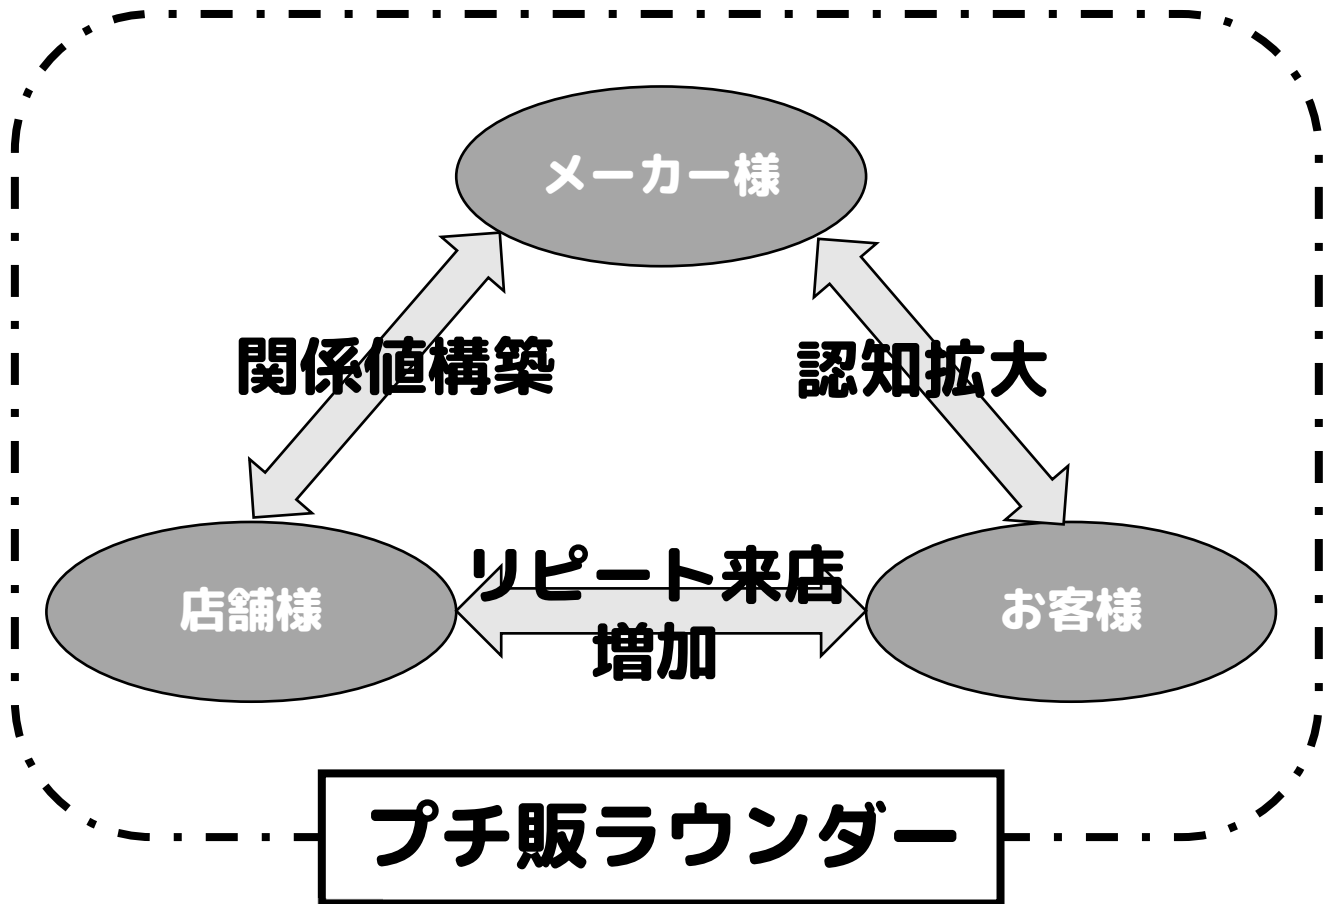 メーカー様
関係値構築
認知拡大
リピート来店
増加
店舗様
お客様
プチ販ラウンダー